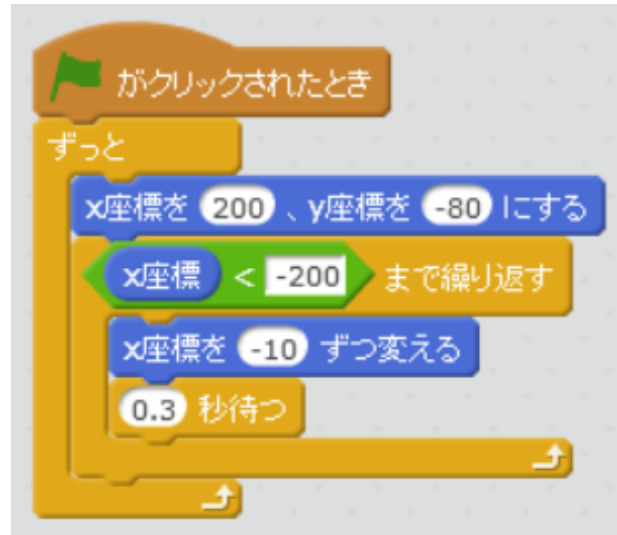 がクリックされたとき
ずっと
x座標を 200 、y座標を -80 にする
x座標 < -200 まで繰り返す
x座標を -10 ずつ変える
0.3 秒待つ